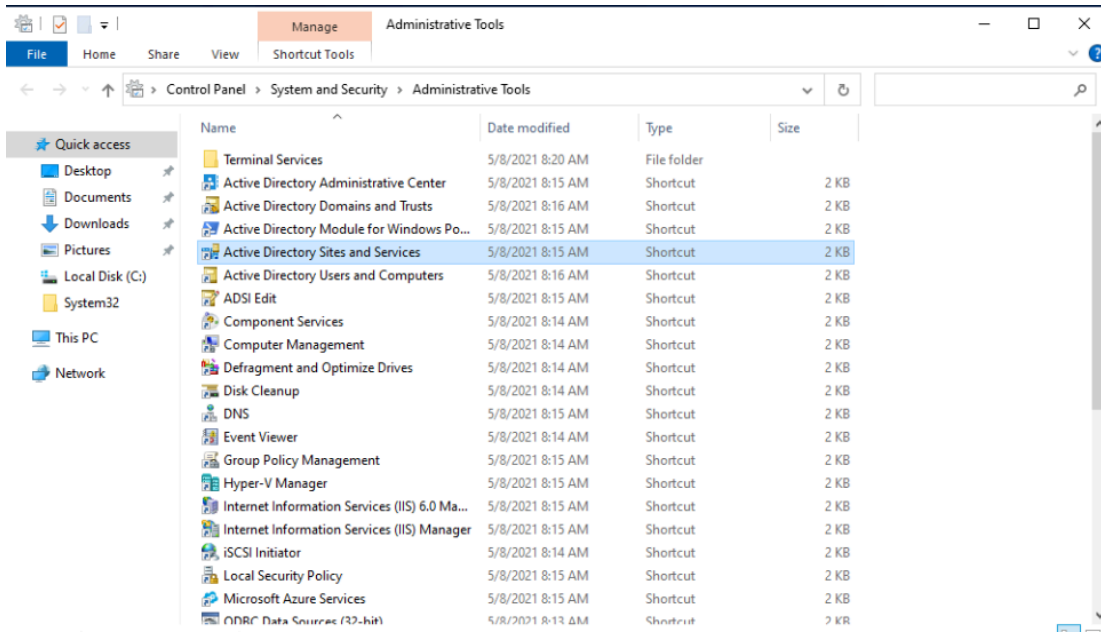 Manage Administrative Tools
File Home Share View Shortcut Tools
Control Panel > System and Security > Administrative Tools
Name Date modified Type Size
Quick access
Desktop
Documents
Downloads
Pictures
Local Disk (C:)
System32
This PC
Network
Terminal Services 5/8/2021 8:20 AM File folder
Active Directory Administrative Center 5/8/2021 8:15 AM Shortcut 2 KB
Active Directory Domains and Trusts 5/8/2021 8:16 AM Shortcut 2 KB
Active Directory Module for Windows Po... 5/8/2021 8:15 AM Shortcut 2 KB
Active Directory Sites and Services 5/8/2021 8:15 AM Shortcut 2 KB
Active Directory Users and Computers 5/8/2021 8:16 AM Shortcut 2 KB
ADSI Edit 5/8/2021 8:15 AM Shortcut 2 KB
Component Services 5/8/2021 8:14 AM Shortcut 2 KB
Computer Management 5/8/2021 8:14 AM Shortcut 2 KB
Defragment and Optimize Drives 5/8/2021 8:14 AM Shortcut 2 KB
Disk Cleanup 5/8/2021 8:14 AM Shortcut 2 KB
DNS 5/8/2021 8:15 AM Shortcut 2 KB
Event Viewer 5/8/2021 8:14 AM Shortcut 2 KB
Group Policy Management 5/8/2021 8:15 AM Shortcut 2 KB
Hyper-V Manager 5/8/2021 8:15 AM Shortcut 2 KB
Internet Information Services (IIS) 6.0 Ma... 5/8/2021 8:15 AM Shortcut 2 KB
Internet Information Services (IIS) Manager 5/8/2021 8:15 AM Shortcut 2 KB
iSCSI Initiator 5/8/2021 8:14 AM Shortcut 2 KB
Local Security Policy 5/8/2021 8:15 AM Shortcut 2 KB
Microsoft Azure Services 5/8/2021 8:15 AM Shortcut 2 KB
ODBC Data Sources (32-bit) 5/8/2021 8:13 AM Shortcut 2 KB